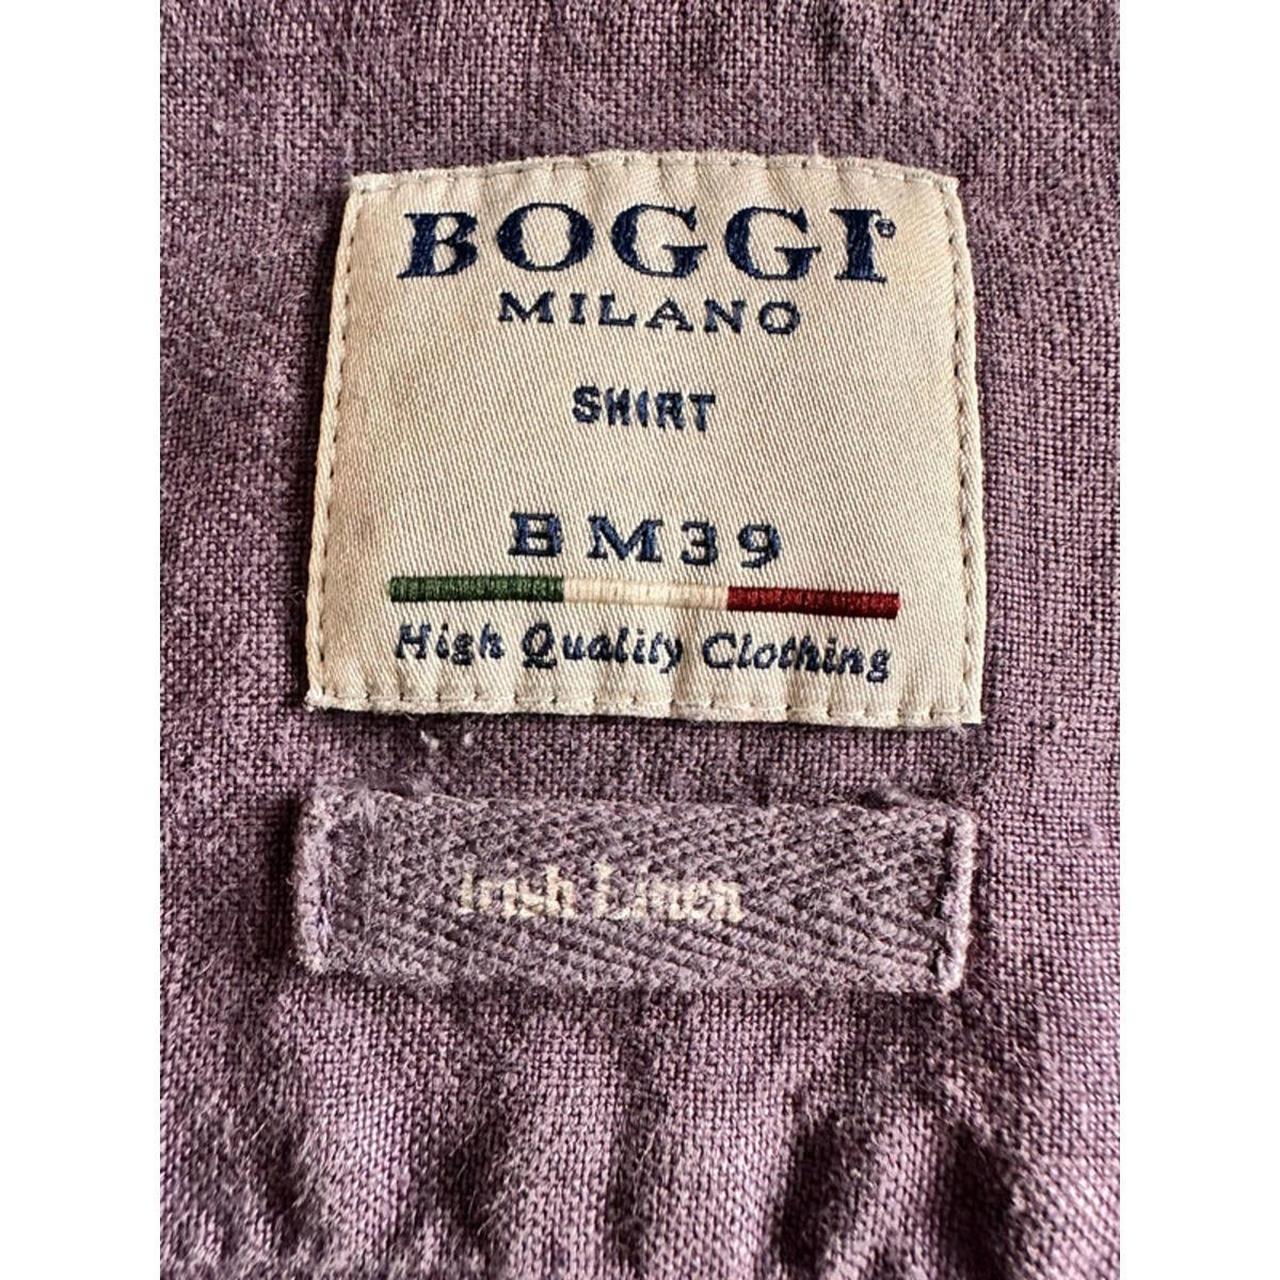 BOGGI®
MILANO
SHIRT
BM39
High Quality Clothing
Irish Linen